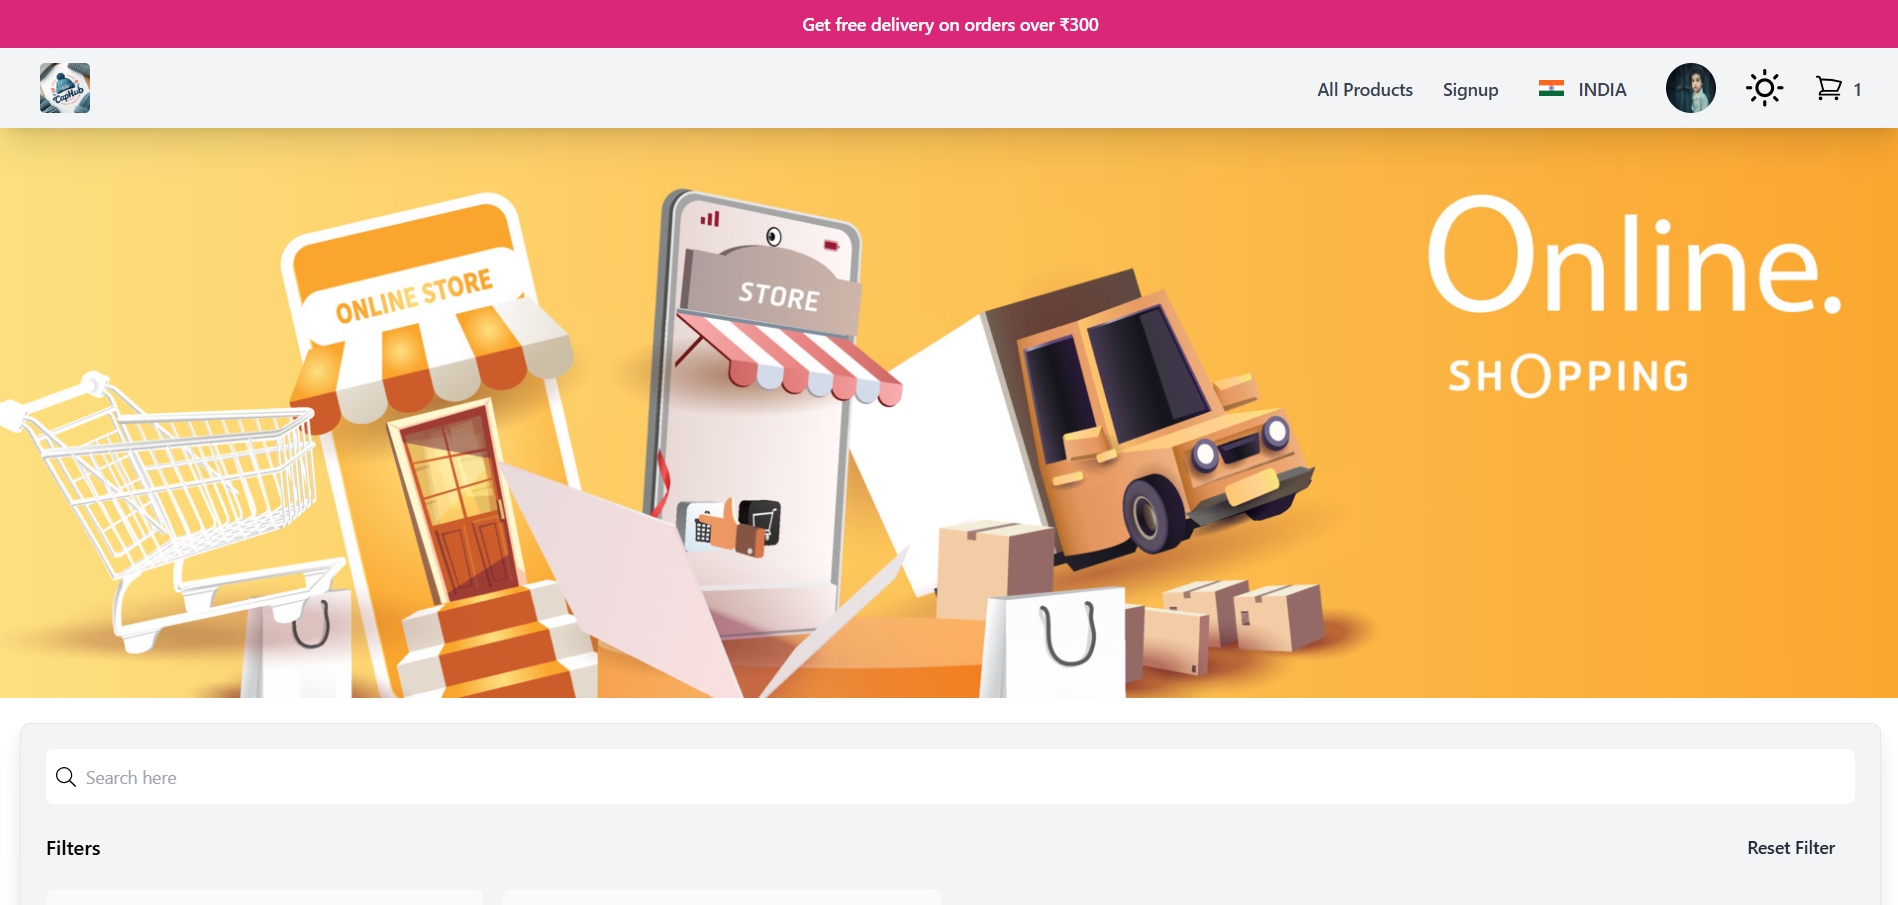 Get free delivery on orders over ₹300
CapHub
All Products
Signup
INDIA
1
ONLINE STORE
STORE
Online.
SHOPPING
Search here
Filters
Reset Filter